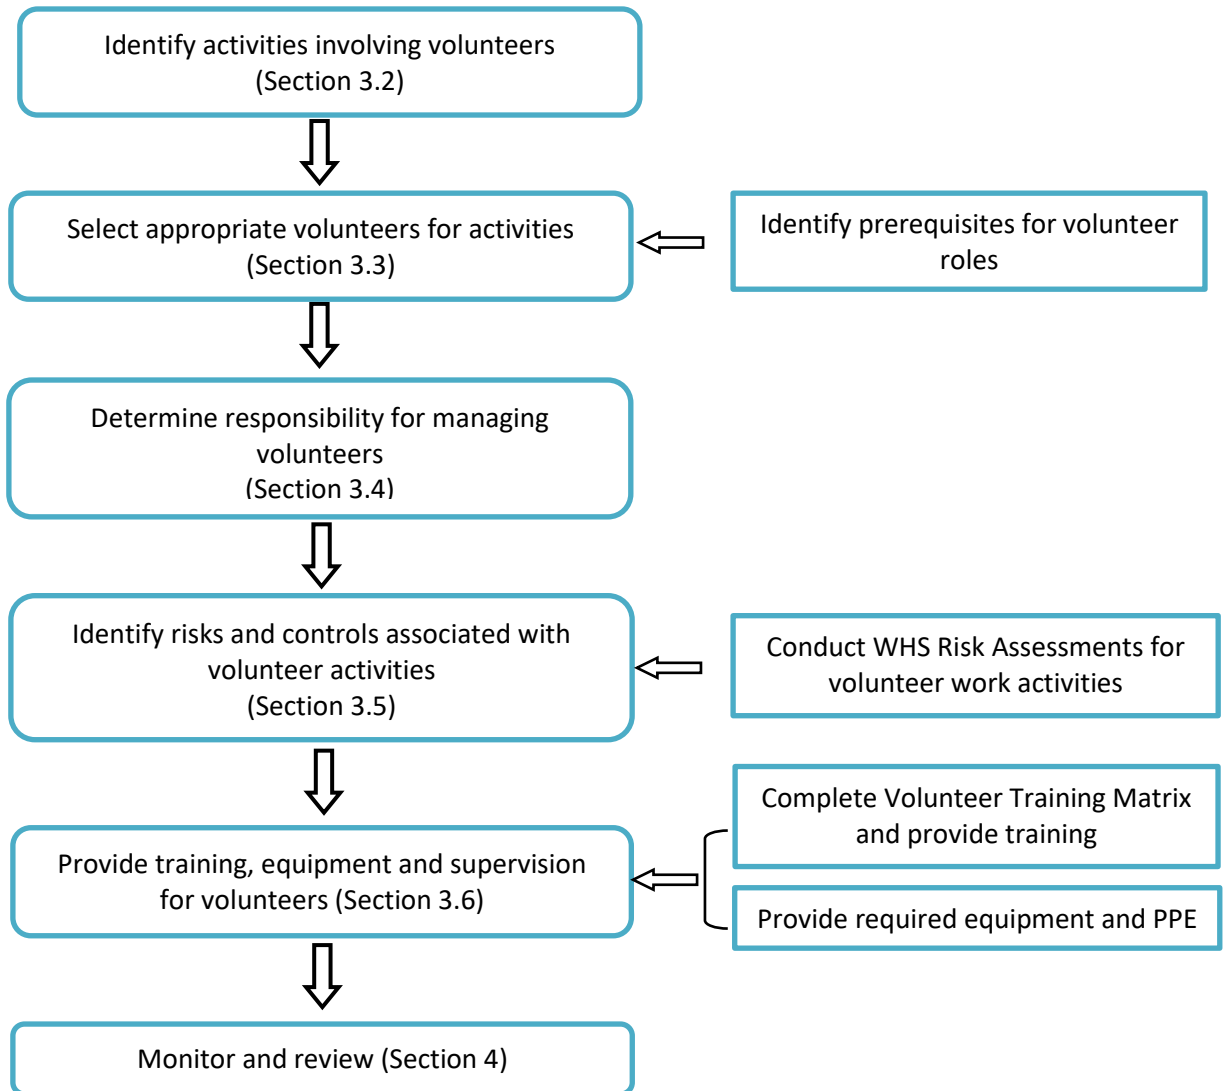 Identify activities involving volunteers
(Section 3.2)
Select appropriate volunteers for activities
(Section 3.3)
Identify prerequisites for volunteer
roles
Determine responsibility for managing
volunteers
(Section 3.4)
Identify risks and controls associated with
volunteer activities
(Section 3.5)
Conduct WHS Risk Assessments for
volunteer work activities
Provide training, equipment and supervision
for volunteers (Section 3.6)
Complete Volunteer Training Matrix
and provide training
Provide required equipment and PPE
Monitor and review (Section 4)